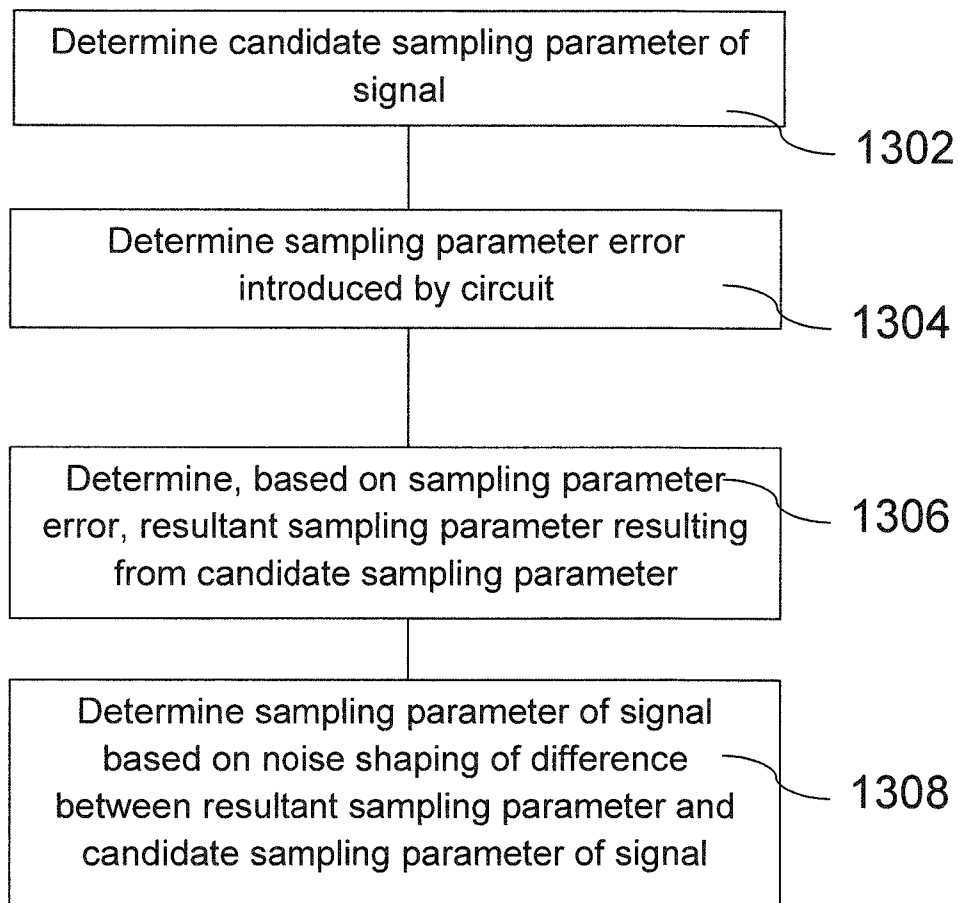 Determine candidate sampling parameter of
signal
1302
Determine sampling parameter error
introduced by circuit
1304
Determine, based on sampling parameter
error, resultant sampling parameter resulting
from candidate sampling parameter
1306
Determine sampling parameter of signal
based on noise shaping of difference
between resultant sampling parameter and
candidate sampling parameter of signal
1308